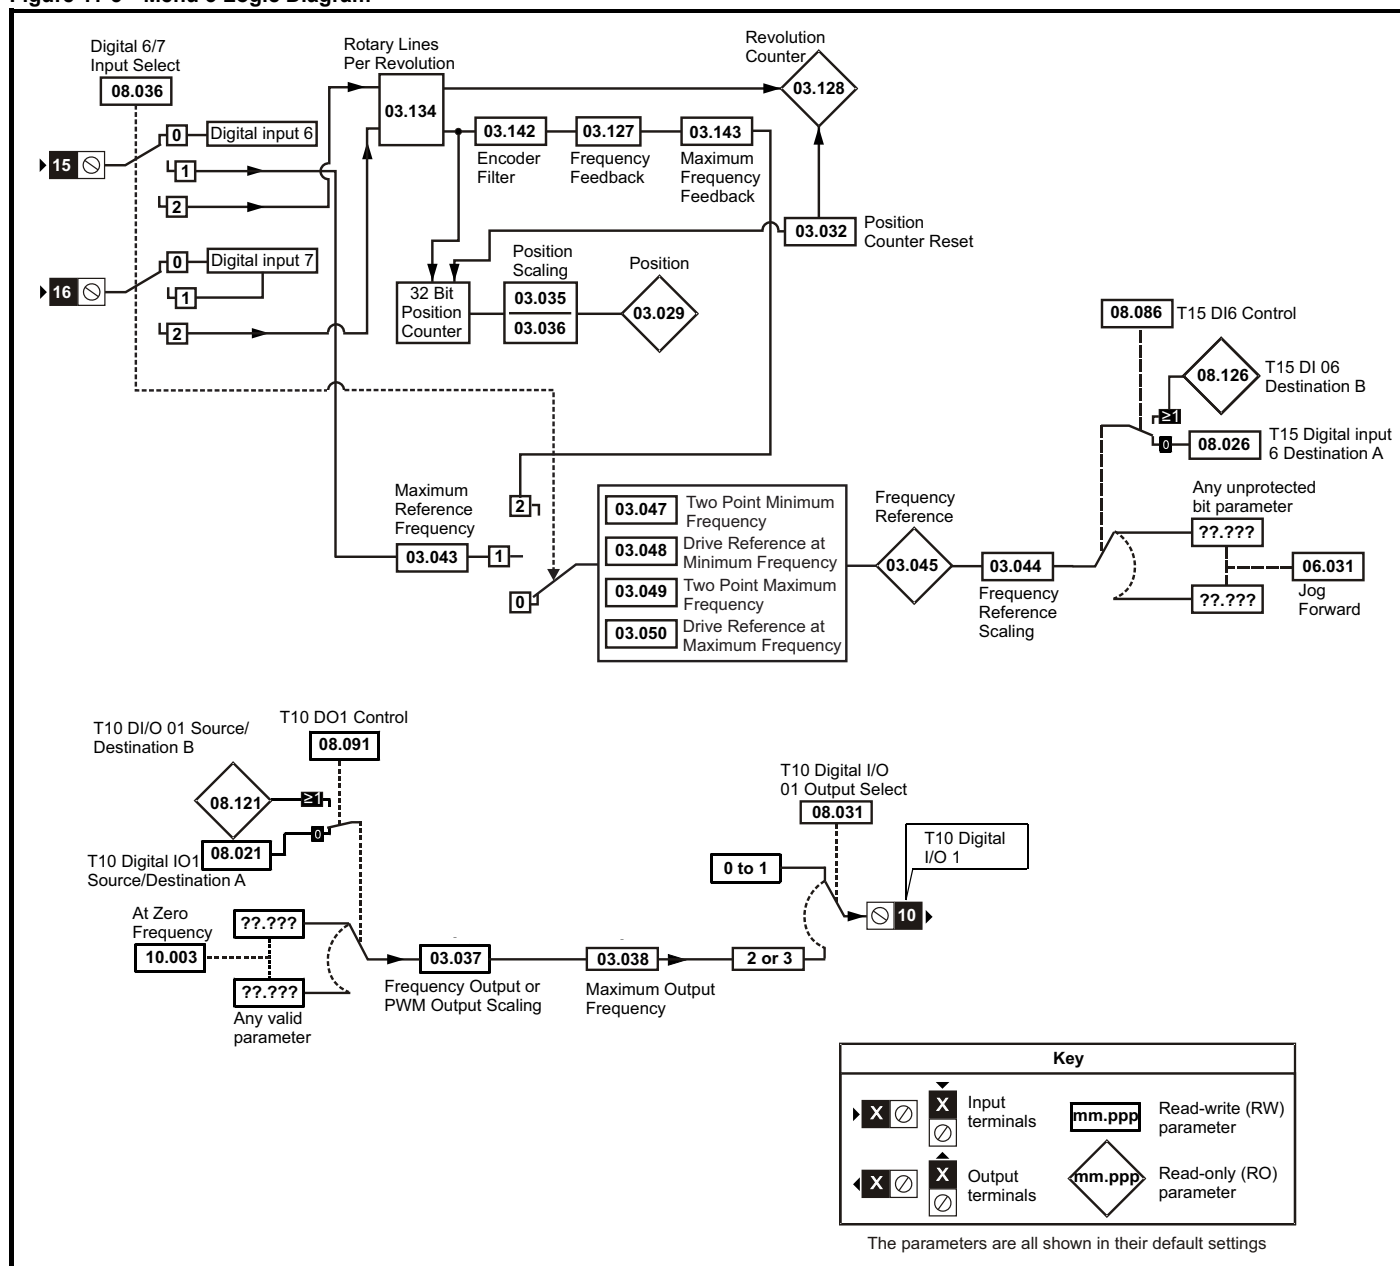 Figure 11-3 Menu 3 Logic Diagram
Digital 6/7
Input Select
08.036
Rotary Lines
Per Revolution
03.134
Revolution
Counter
03.128
15
0
Digital input 6
1
2
16
0
Digital input 7
1
2
03.142
Encoder
Filter
03.127
Frequency
Feedback
03.143
Maximum
Frequency
Feedback
03.032
Position
Counter Reset
32 Bit
Position
Counter
Position
Scaling
03.035
03.036
Position
03.029
08.086
T15 DI6 Control
08.126
T15 DI 06
Destination B
≥1
0
08.026
T15 Digital input
6 Destination A
Maximum
Reference
Frequency
03.043
2
1
0
03.047
Two Point Minimum
Frequency
03.048
Drive Reference at
Minimum Frequency
03.049
Two Point Maximum
Frequency
03.050
Drive Reference at
Maximum Frequency
Frequency
Reference
03.045
03.044
Frequency
Reference
Scaling
Any unprotected
bit parameter
??.???
??.???
06.031
Jog
Forward
T10 DI/O 01 Source/
Destination B
08.121
T10 DO1 Control
08.091
≥1
0
08.021
T10 Digital IO1
Source/Destination A
At Zero
Frequency
10.003
??.???
??.???
Any valid
parameter
03.037
Frequency Output or
PWM Output Scaling
03.038
Maximum Output
Frequency
0 to 1
2 or 3
T10 Digital I/O
01 Output Select
08.031
T10 Digital
I/O 1
10
Key
X
X
Input
terminals
mm.ppp
Read-write (RW)
parameter
X
X
Output
terminals
mm.ppp
Read-only (RO)
parameter
The parameters are all shown in their default settings